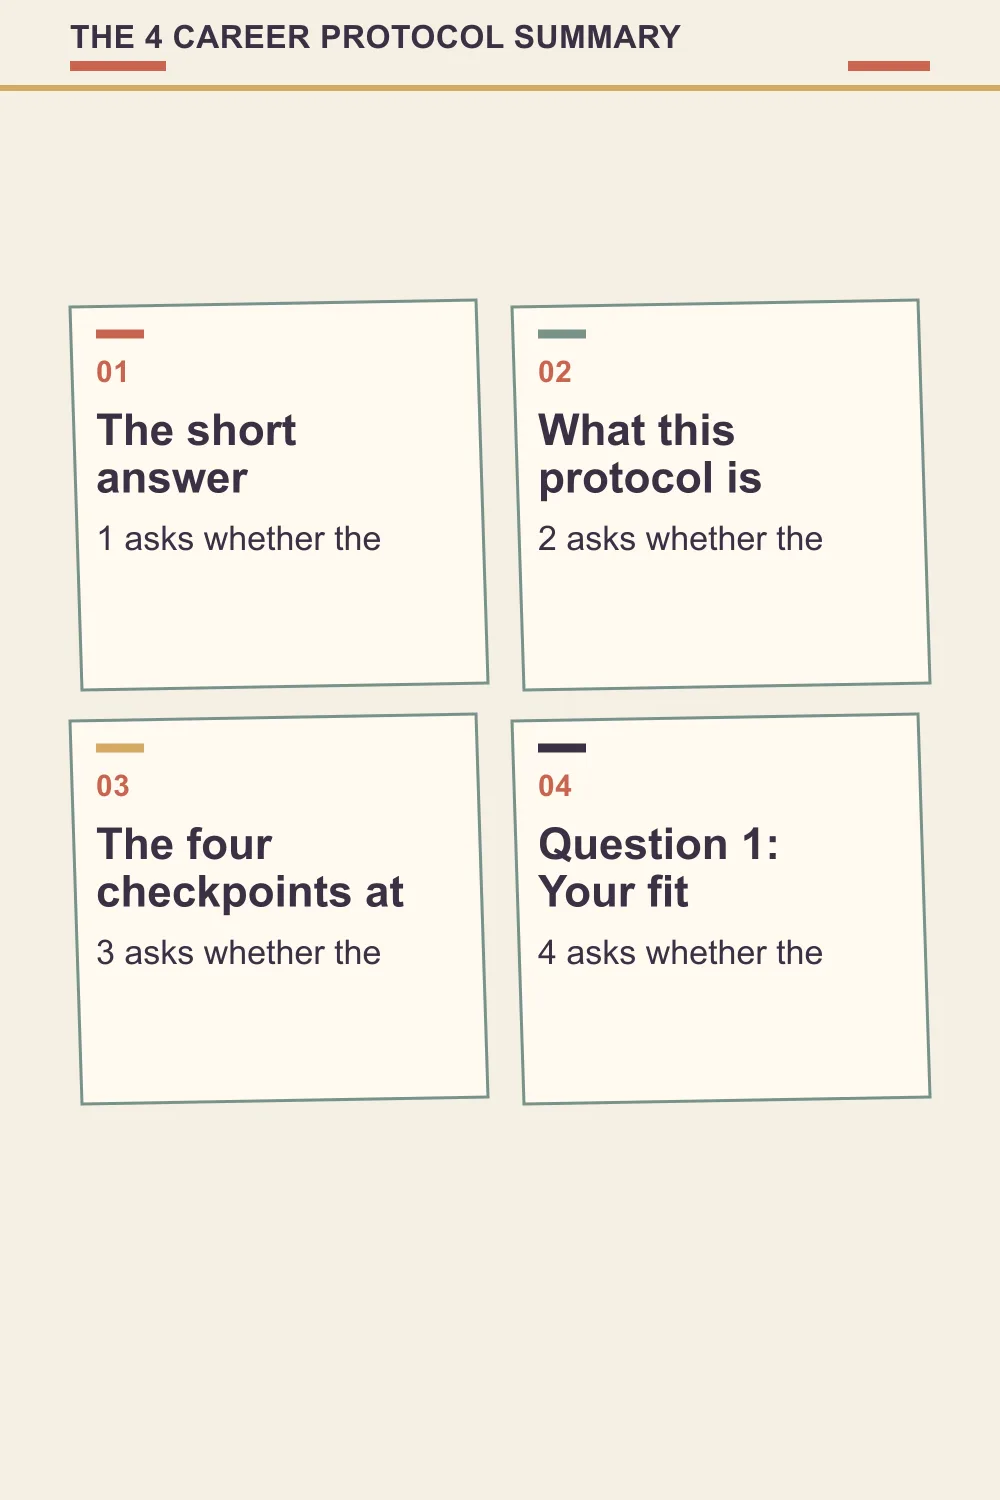 THE 4 CAREER PROTOCOL SUMMARY
01
The short
answer
1 asks whether the
02
What this
protocol is
2 asks whether the
03
The four
checkpoints at
3 asks whether the
04
Question 1:
Your fit
4 asks whether the